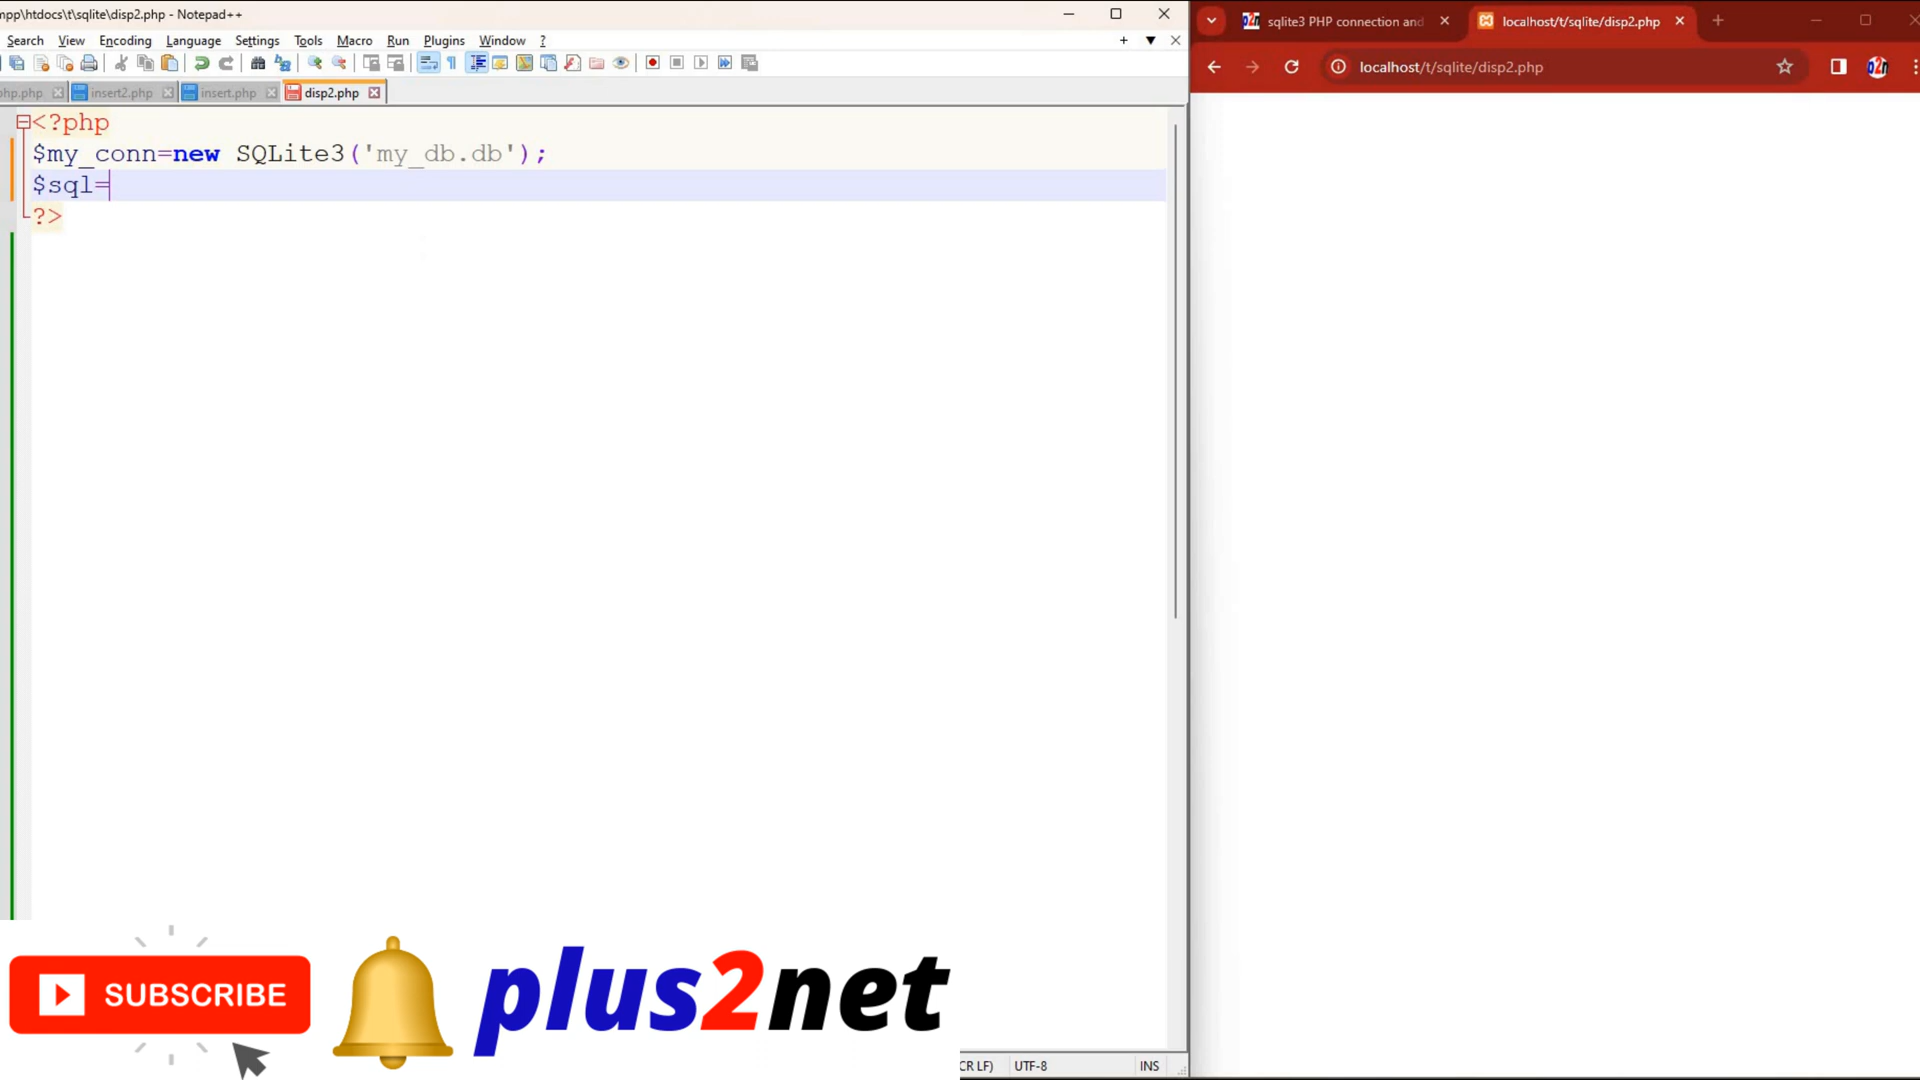 mpp\htdocs\t\sqlite\disp2.php - Notepad++
Search View Encoding Language Settings Tools Macro Run Plugins Window ?
php.php insert2.php insert.php disp2.php
<?php
$my_conn=new SQLite3('my_db.db');
$sql=
?>
SUBSCRIBE
plus2net
CR LF) UTF-8 INS
sqlite3 PHP connection and
localhost/t/sqlite/disp2.php
localhost/t/sqlite/disp2.php